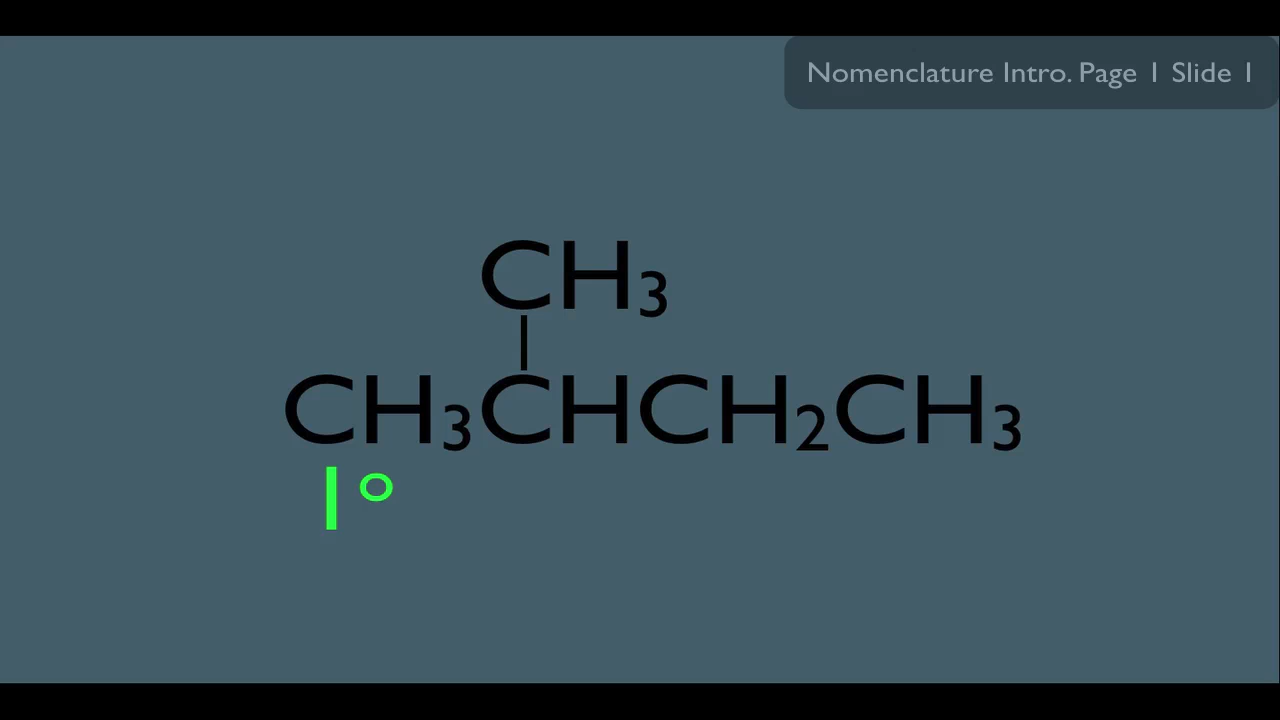 Nomenclature Intro. Page 1 Slide 1
CH₃
CH₃CHCH₂CH₃
1°